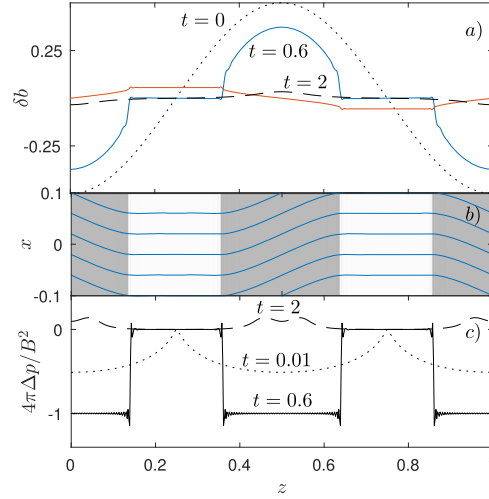 t = 0
a)
0.25
t = 0.6
t = 2
δb
-0.25
0.1
b)
x
0
-0.1
t = 2
c)
0
4πΔp/B²
t = 0.01
t = 0.6
-1
0
0.2
0.4
0.6
0.8
z